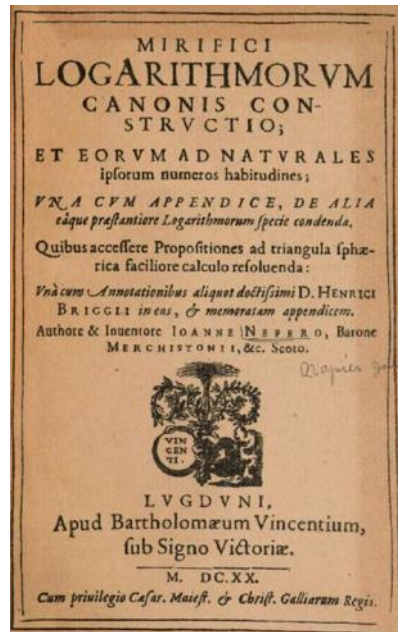 MIRIFICI
LOGARITHMORVM
CANONIS CON-
STRVCTIO;
ET EORVM AD NATVRALES
ipſorum numeros habitudines;
VNA CVM APPENDICE, DE ALIA
eâque præſtantiore Logarithmorum ſpecie condenda.
Quibus acceſſere Propoſitiones ad triangula ſphæ-
rica faciliore calculo reſoluenda:
Vnà cum Annotationibus aliquot doctiſsimi D. HENRICI
BRIGGII in eas, & memoratam appendicem.
Authore & Inuentore IOANNE NEPERO, Barone
MERCHISTONII, &c. Scoto.
Napier
VIN
CEN
TI.
LVGDVNI,
Apud Bartholomæum Vincentium,
ſub Signo Victoriæ.
M. DC.XX.
Cum priuilegio Cæſar. Maieſt. & Chriſt. Galliarum Regis.